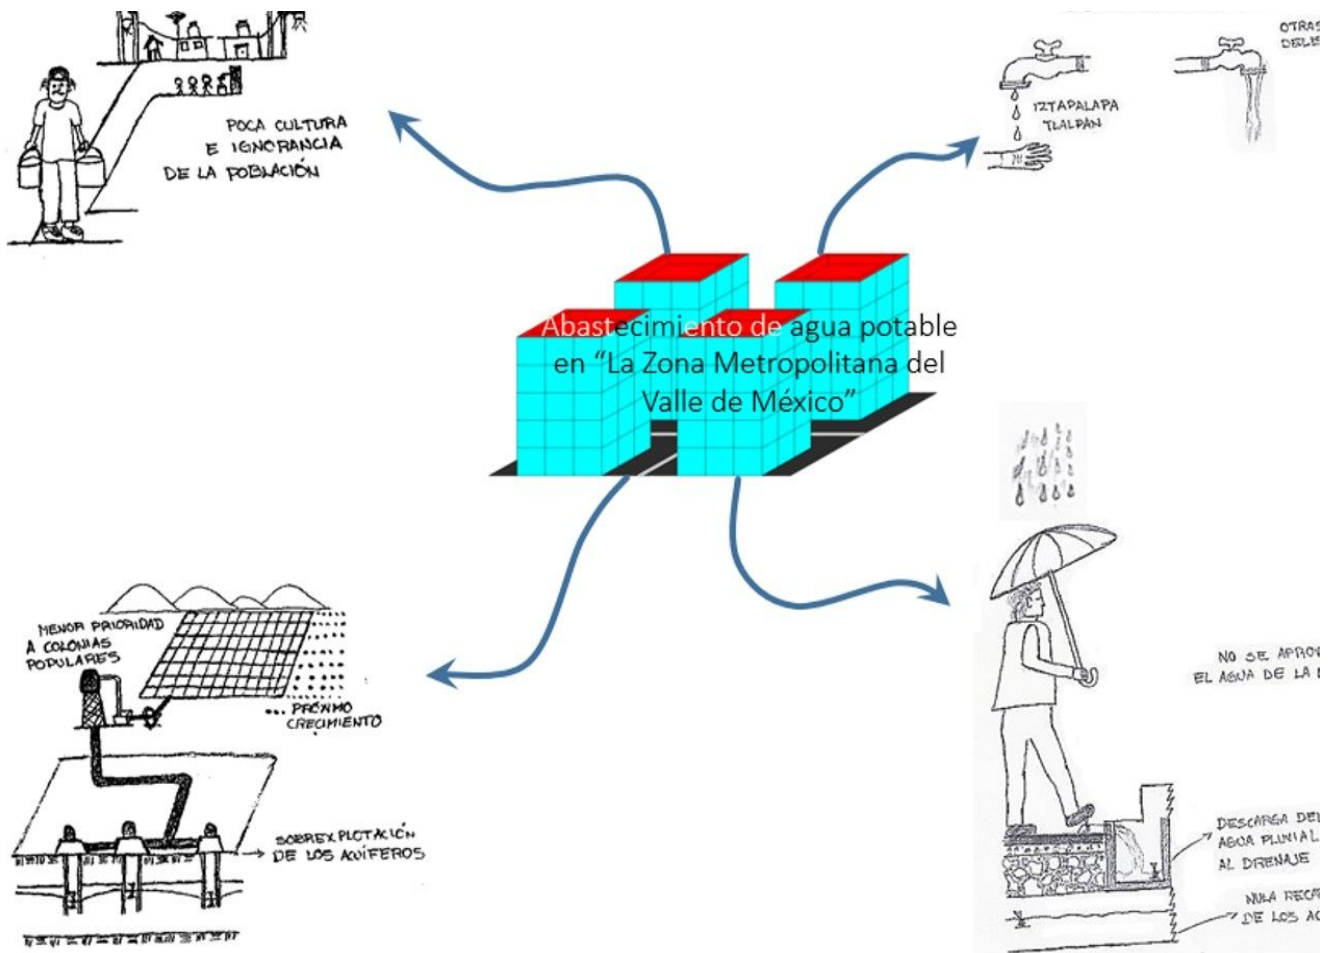 POCA CULTURA
E IGNORANCIA
DE LA POBLACIÓN
IZTAPALAPA
TLALPÁN
OTRAS
Abastecimiento de agua potable
en “La Zona Metropolitana del
Valle de México”
MENOR PRIORIDAD
A COLONIAS
POPULARES
... PRÓXIMO
CRECIMIENTO
SOBREXPLOTACIÓN
DE LOS ACUÍFEROS
NO SE
EL AGUA DE LA
DESCARGA DEL
AGUA PLUVIAL
AL DRENAJE
NULA
DE LOS